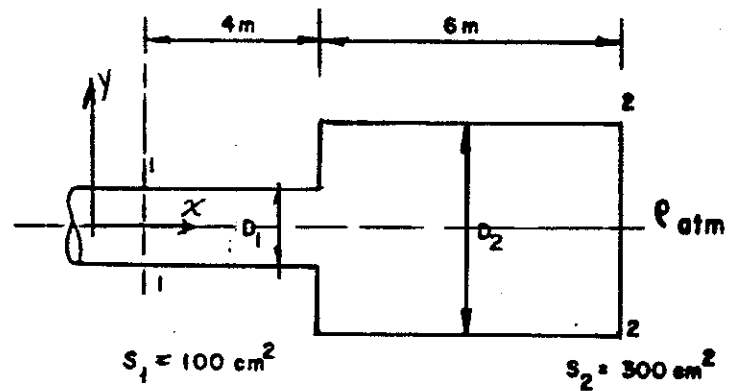 4 m
6 m
y
2
1
x
D₁
D₂
ρ atm
1
2
S₁ = 100 cm²
S₂ = 300 cm²